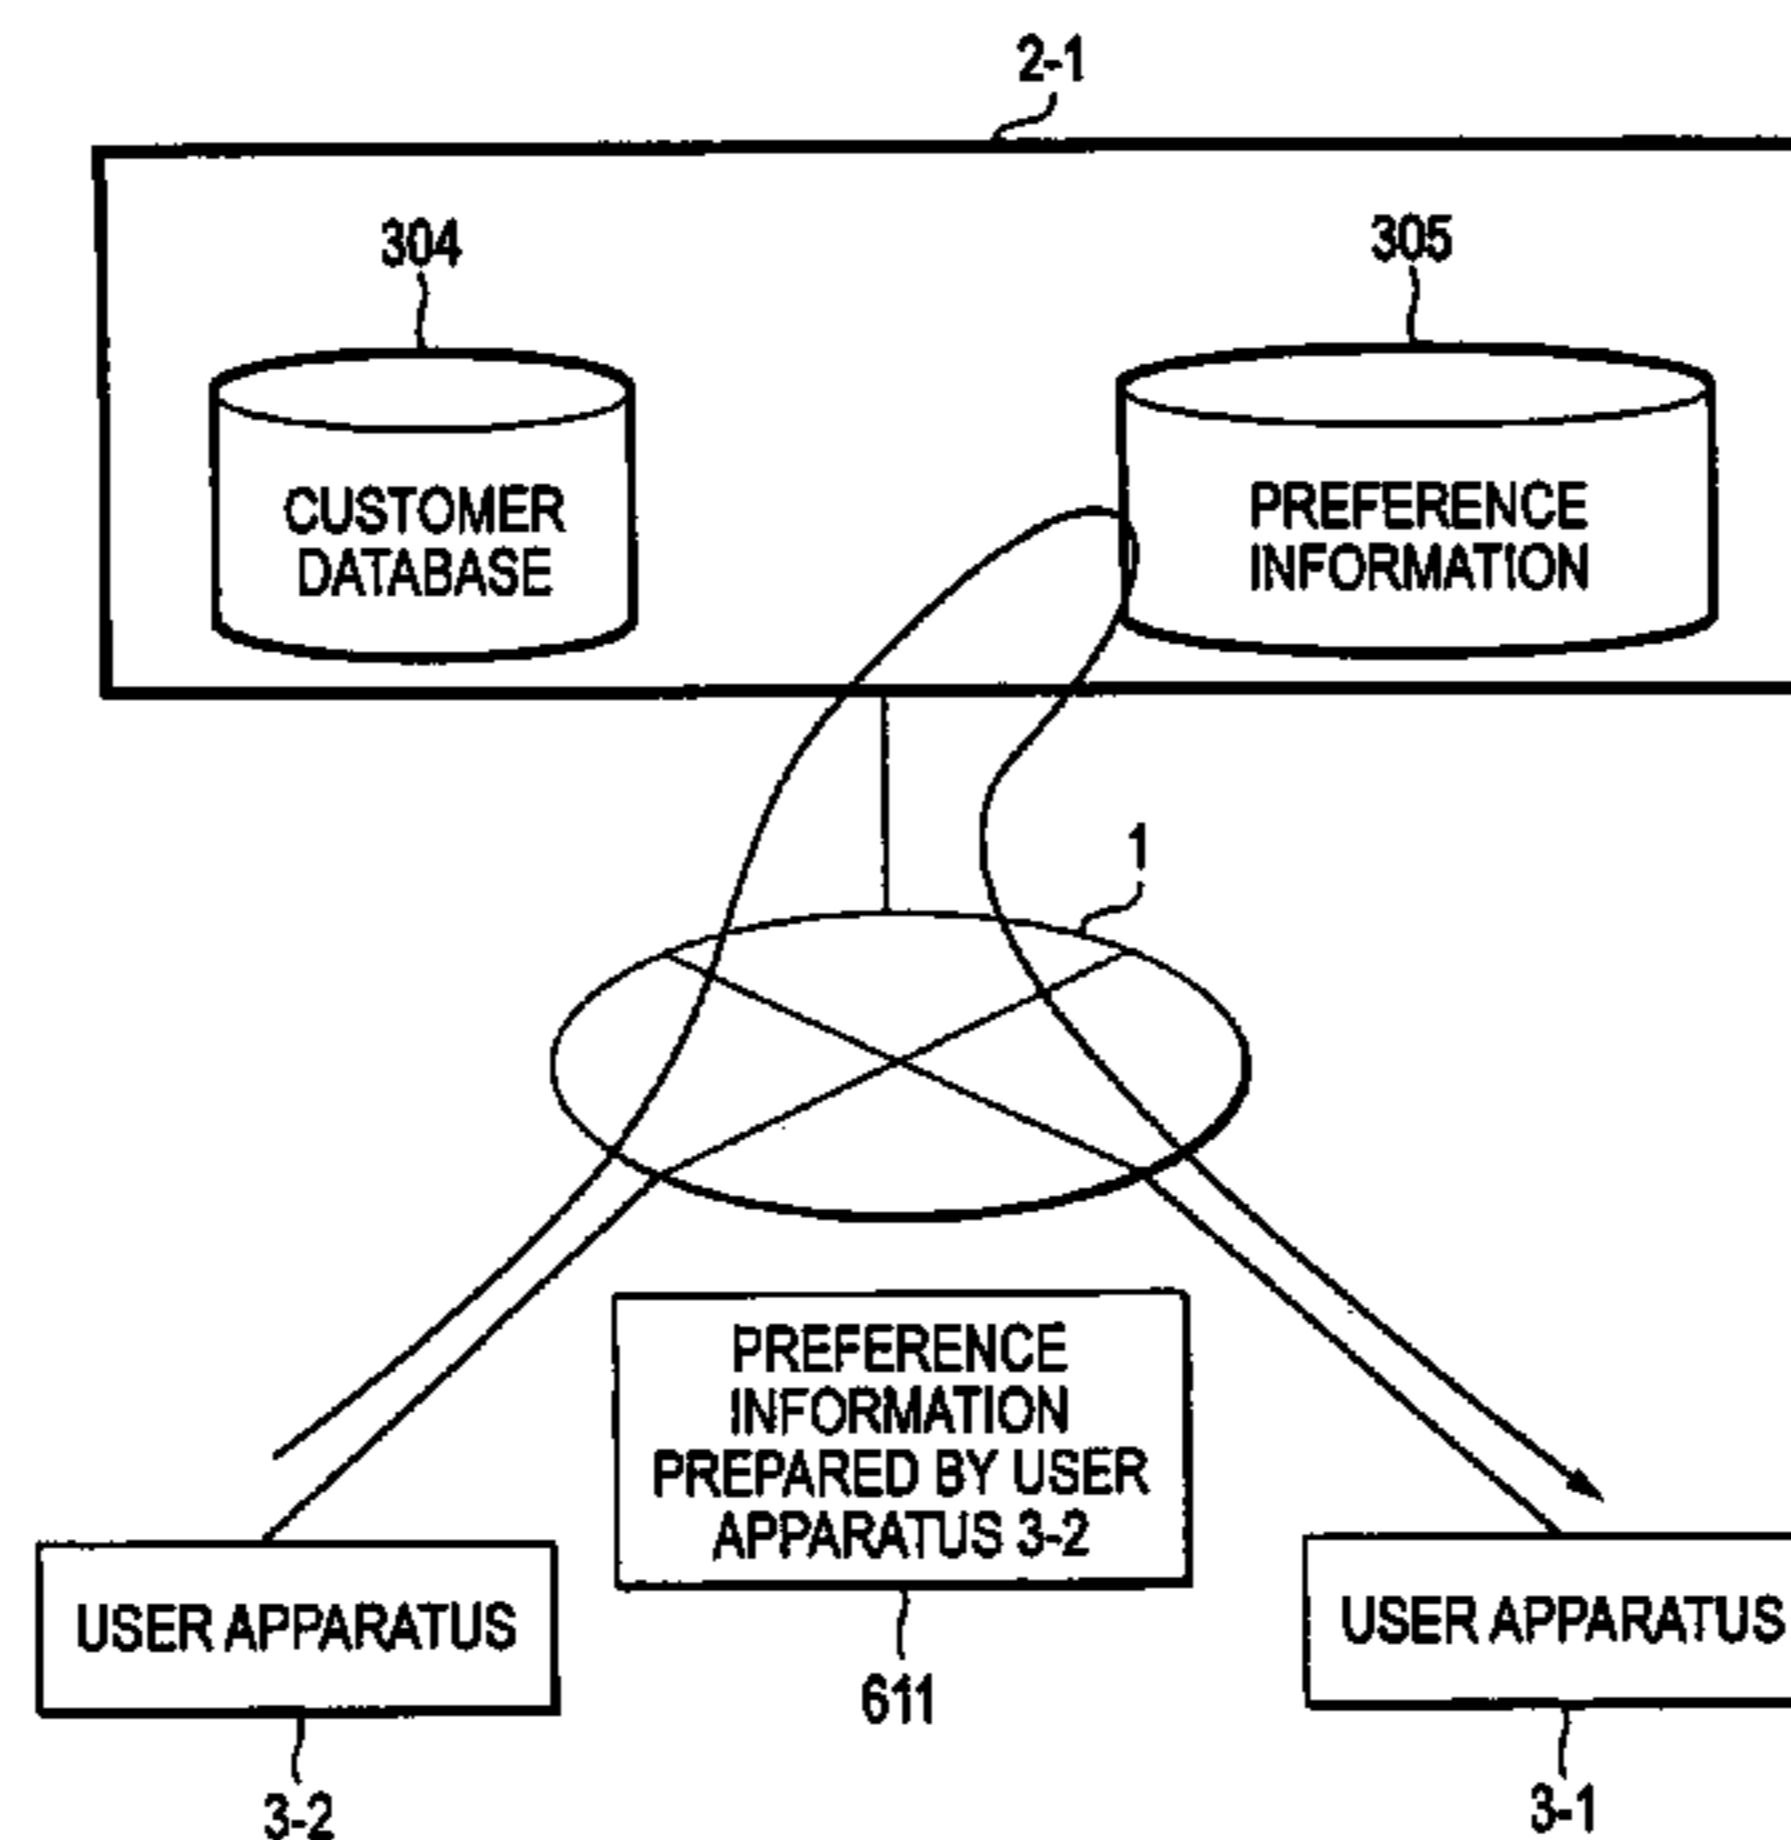 2-1
304
305
CUSTOMER
DATABASE
PREFERENCE
INFORMATION
1
PREFERENCE
INFORMATION
PREPARED BY USER
APPARATUS 3-2
USER APPARATUS
USER APPARATUS
611
3-2
3-1